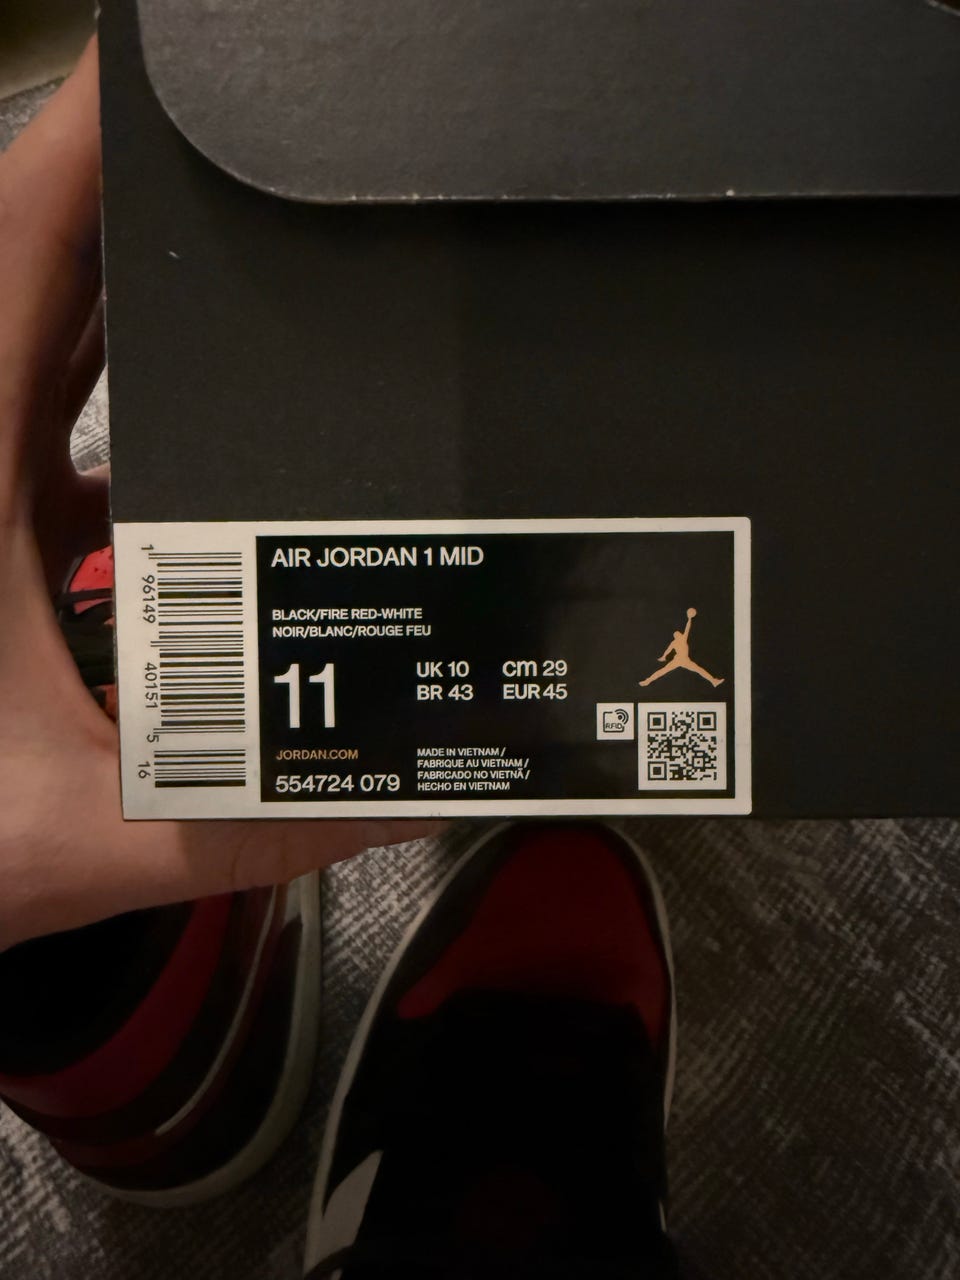 AIR JORDAN 1 MID
BLACK/FIRE RED-WHITE
NOIR/BLANC/ROUGE FEU
11
UK 10 CM 29
BR 43 EUR 45
JORDAN.COM
554724 079
MADE IN VIETNAM /
FABRIQUE AU VIETNAM /
FABRICADO NO VIETNÃ /
HECHO EN VIETNAM
RFID
1 96149 40151 5 16